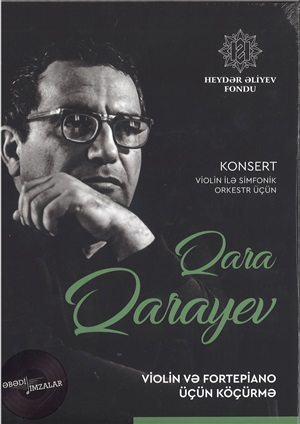 HEYDƏR ƏLİYEV
FONDU
KONSERT
VİOLİN İLƏ SİMFONİK
ORKESTR ÜÇÜN
Qara
Qarayev
ƏBƏDİ
İMZALAR
VİOLİN VƏ FORTEPİANO
ÜÇÜN KÖÇÜRMƏ